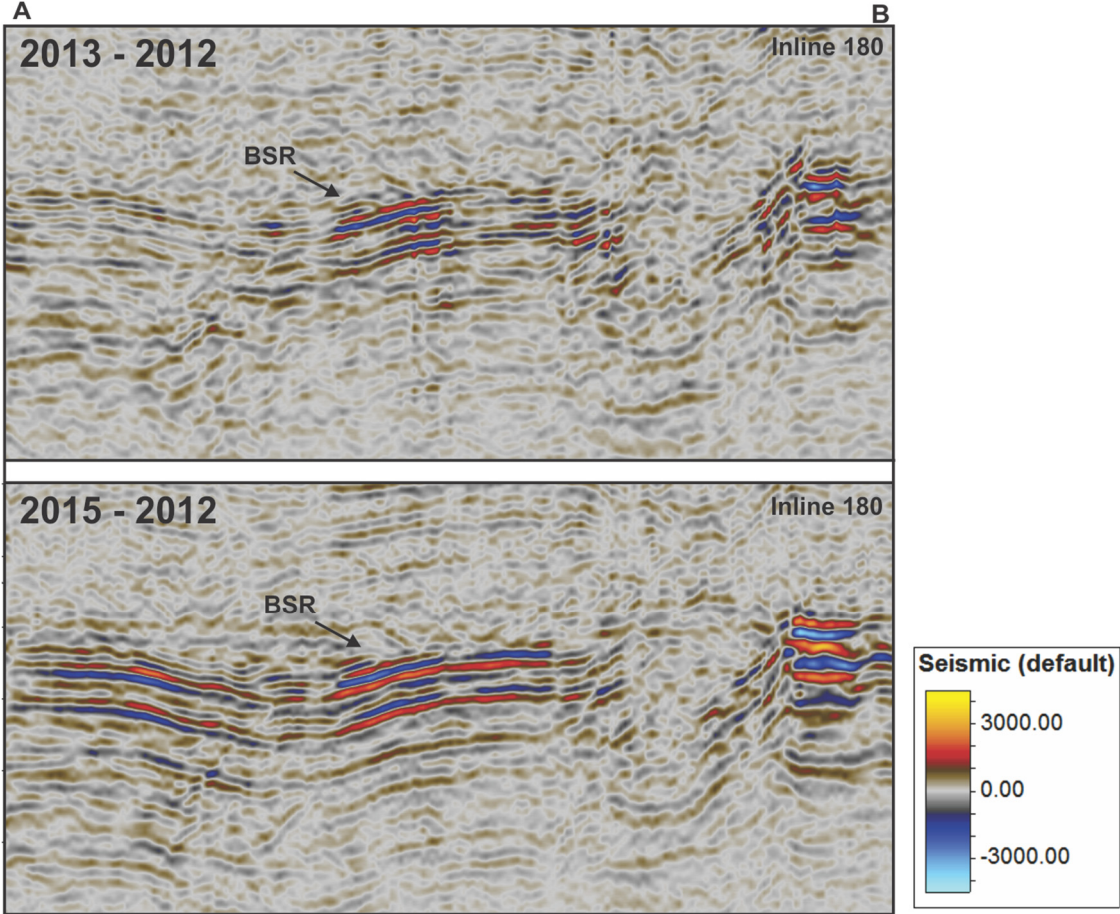 A
B
2013 - 2012
Inline 180
BSR
2015 - 2012
Inline 180
BSR
Seismic (default)
3000.00
0.00
-3000.00